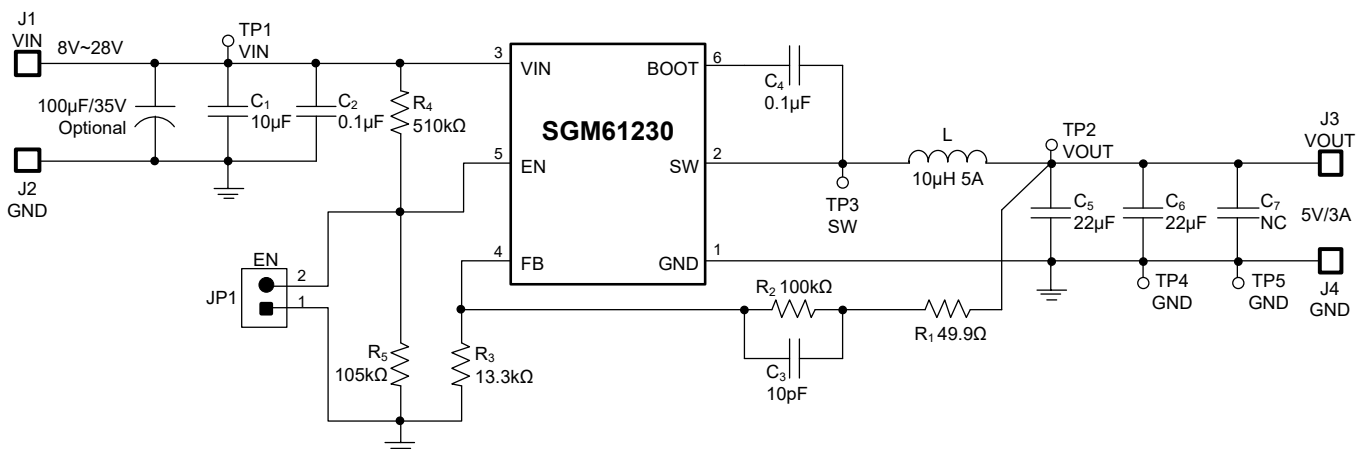 J1
VIN
8V~28V
TP1
VIN
100µF/35V
Optional
C1
10µF
C2
0.1µF
R4
510kΩ
J2
GND
3
VIN
BOOT
6
SGM61230
5
EN
SW
2
4
FB
GND
1
C4
0.1µF
L
10µH 5A
TP3
SW
TP2
VOUT
J3
VOUT
C5
22µF
C6
22µF
C7
NC
5V/3A
TP4
GND
TP5
GND
J4
GND
EN
JP1
2
1
R5
105kΩ
R3
13.3kΩ
R2 100kΩ
C3
10pF
R1 49.9Ω